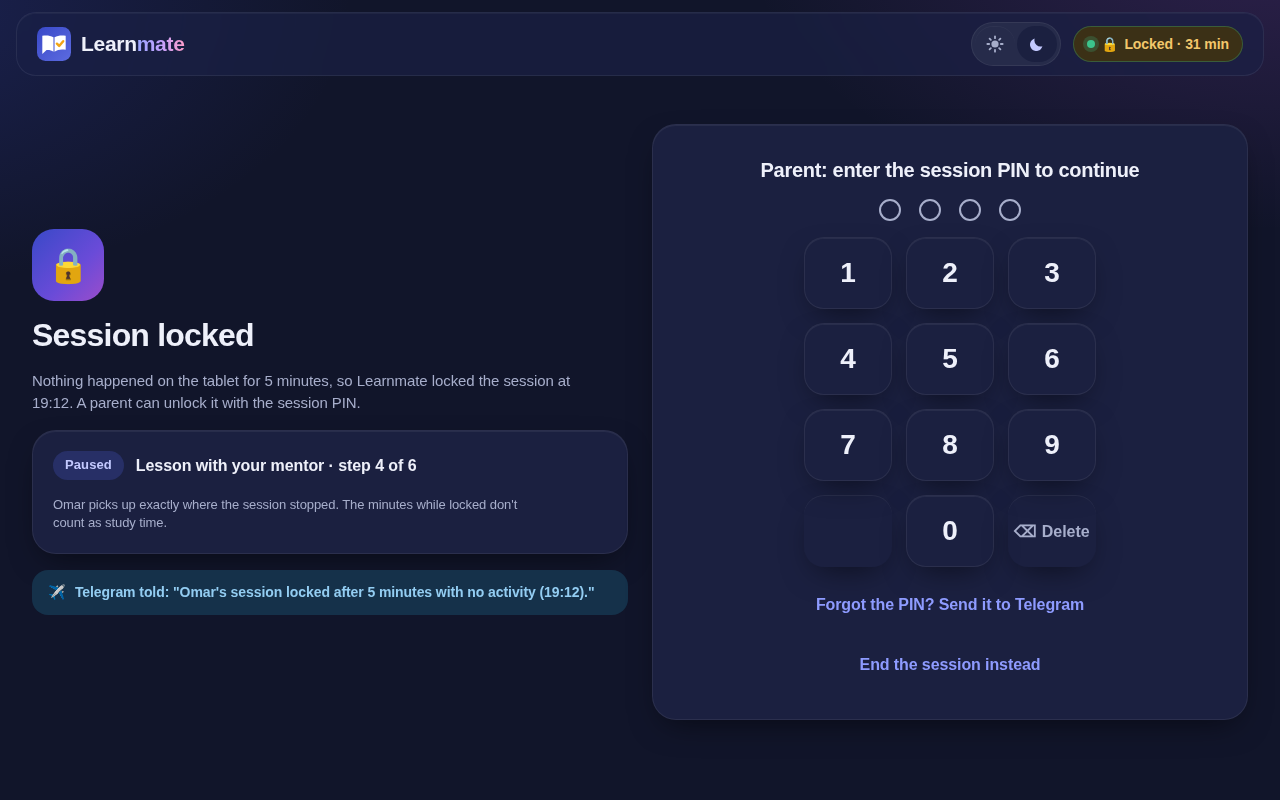 Learnmate
🔒 Locked · 31 min
Session locked
Nothing happened on the tablet for 5 minutes, so Learnmate locked the session at
19:12. A parent can unlock it with the session PIN.
Paused Lesson with your mentor · step 4 of 6
Omar picks up exactly where the session stopped. The minutes while locked don't
count as study time.
✈️ Telegram told: "Omar's session locked after 5 minutes with no activity (19:12)."
Parent: enter the session PIN to continue
1 2 3
4 5 6
7 8 9
0 ⌫ Delete
Forgot the PIN? Send it to Telegram
End the session instead